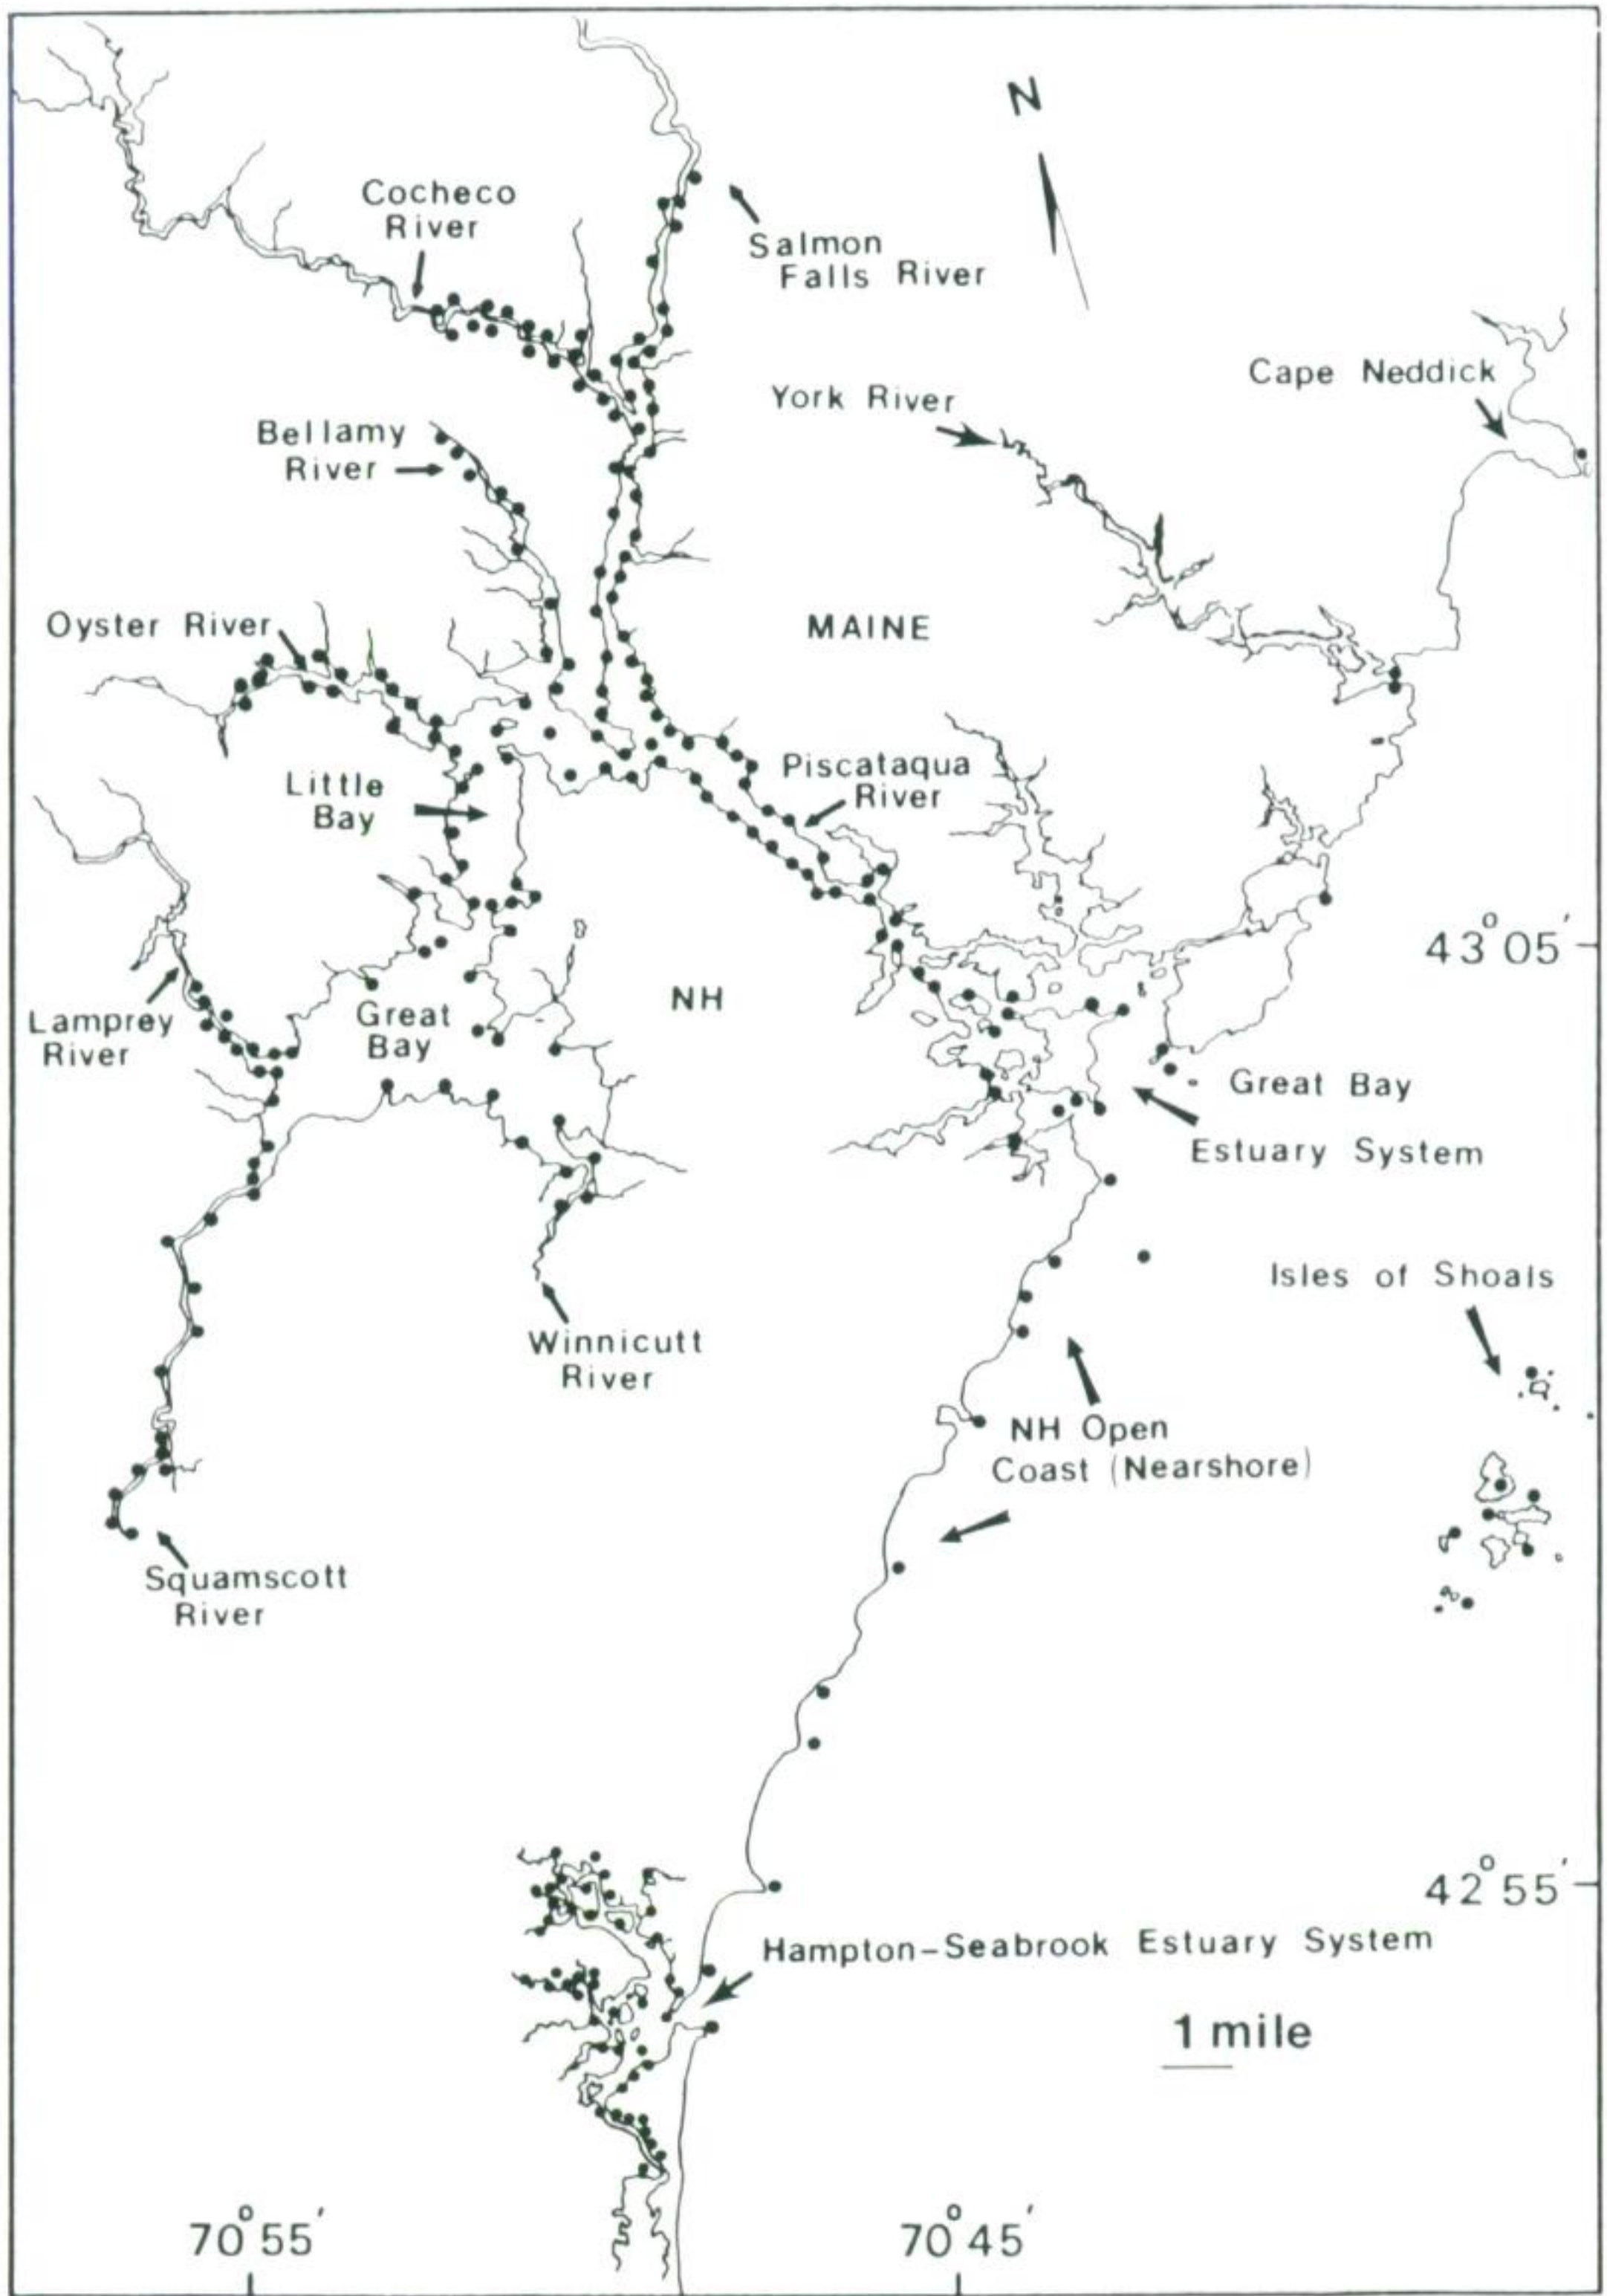 N
Cocheco
River
Salmon
Falls River
Cape Neddick
York River
Bellamy
River
Oyster River
MAINE
Little
Bay
Piscataqua
River
43°05'
NH
Lamprey
River
Great
Bay
Great Bay
Estuary System
Isles of Shoals
Winnicutt
River
NH Open
Coast (Nearshore)
Squamscott
River
42°55'
Hampton-Seabrook Estuary System
1 mile
70°55'
70°45'